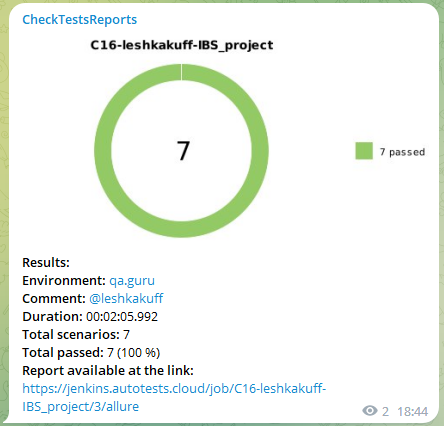 CheckTestsReports
C16-leshkakuff-IBS_project
7
7 passed
Results:
Environment: qa.guru
Comment: @leshkakuff
Duration: 00:02:05.992
Total scenarios: 7
Total passed: 7 (100 %)
Report available at the link:
https://jenkins.autotests.cloud/job/C16-leshkakuff-
IBS_project/3/allure
2 18:44